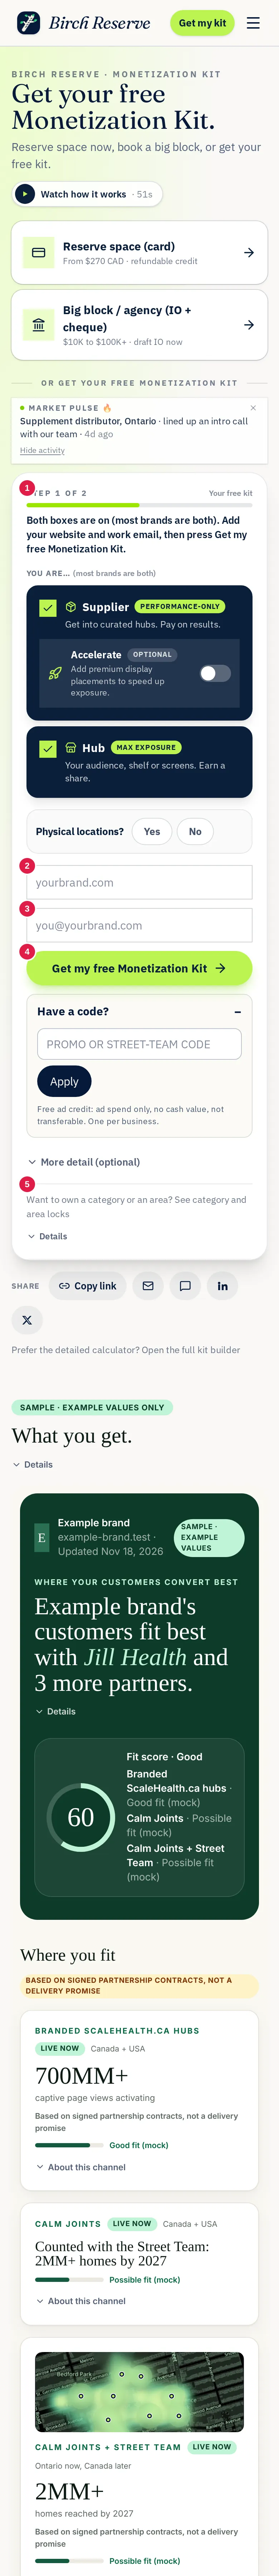 Birch Reserve
Get my kit
BIRCH RESERVE · MONETIZATION KIT
Get your free
Monetization Kit.
Reserve space now, book a big block, or get your
free kit.
Watch how it works · 51s
Reserve space (card)
From $270 CAD · refundable credit
Big block / agency (IO +
cheque)
$10K to $100K+ · draft IO now
OR GET YOUR FREE MONETIZATION KIT
MARKET PULSE 🔥
Supplement distributor, Ontario · lined up an intro call
with our team · 4d ago
Hide activity
1
TEP 1 OF 2
Your free kit
Both boxes are on (most brands are both). Add
your website and work email, then press Get my
free Monetization Kit.
YOU ARE... (most brands are both)
Supplier PERFORMANCE-ONLY
Get into curated hubs. Pay on results.
Accelerate OPTIONAL
Add premium display
placements to speed up
exposure.
Hub MAX EXPOSURE
Your audience, shelf or screens. Earn a
share.
Physical locations? Yes No
2
yourbrand.com
3
you@yourbrand.com
4
Get my free Monetization Kit
Have a code? –
PROMO OR STREET-TEAM CODE
Apply
Free ad credit: ad spend only, no cash value, not
transferable. One per business.
More detail (optional)
5
Want to own a category or an area? See category and
area locks
Details
SHARE Copy link
Prefer the detailed calculator? Open the full kit builder
SAMPLE · EXAMPLE VALUES ONLY
What you get.
Details
E
Example brand
example-brand.test ·
Updated Nov 18, 2026
SAMPLE ·
EXAMPLE
VALUES
WHERE YOUR CUSTOMERS CONVERT BEST
Example brand's
customers fit best
with Jill Health and
3 more partners.
Details
60
Fit score · Good
Branded
ScaleHealth.ca hubs ·
Good fit (mock)
Calm Joints · Possible
fit (mock)
Calm Joints + Street
Team · Possible fit
(mock)
Where you fit
BASED ON SIGNED PARTNERSHIP CONTRACTS, NOT A
DELIVERY PROMISE
BRANDED SCALEHEALTH.CA HUBS
LIVE NOW Canada + USA
700MM+
captive page views activating
Based on signed partnership contracts, not a delivery
promise
Good fit (mock)
About this channel
CALM JOINTS LIVE NOW Canada + USA
Counted with the Street Team:
2MM+ homes by 2027
Possible fit (mock)
About this channel
Bedford Park
CALM JOINTS + STREET TEAM LIVE NOW
Ontario now, Canada later
2MM+
homes reached by 2027
Based on signed partnership contracts, not a delivery
promise
Possible fit (mock)